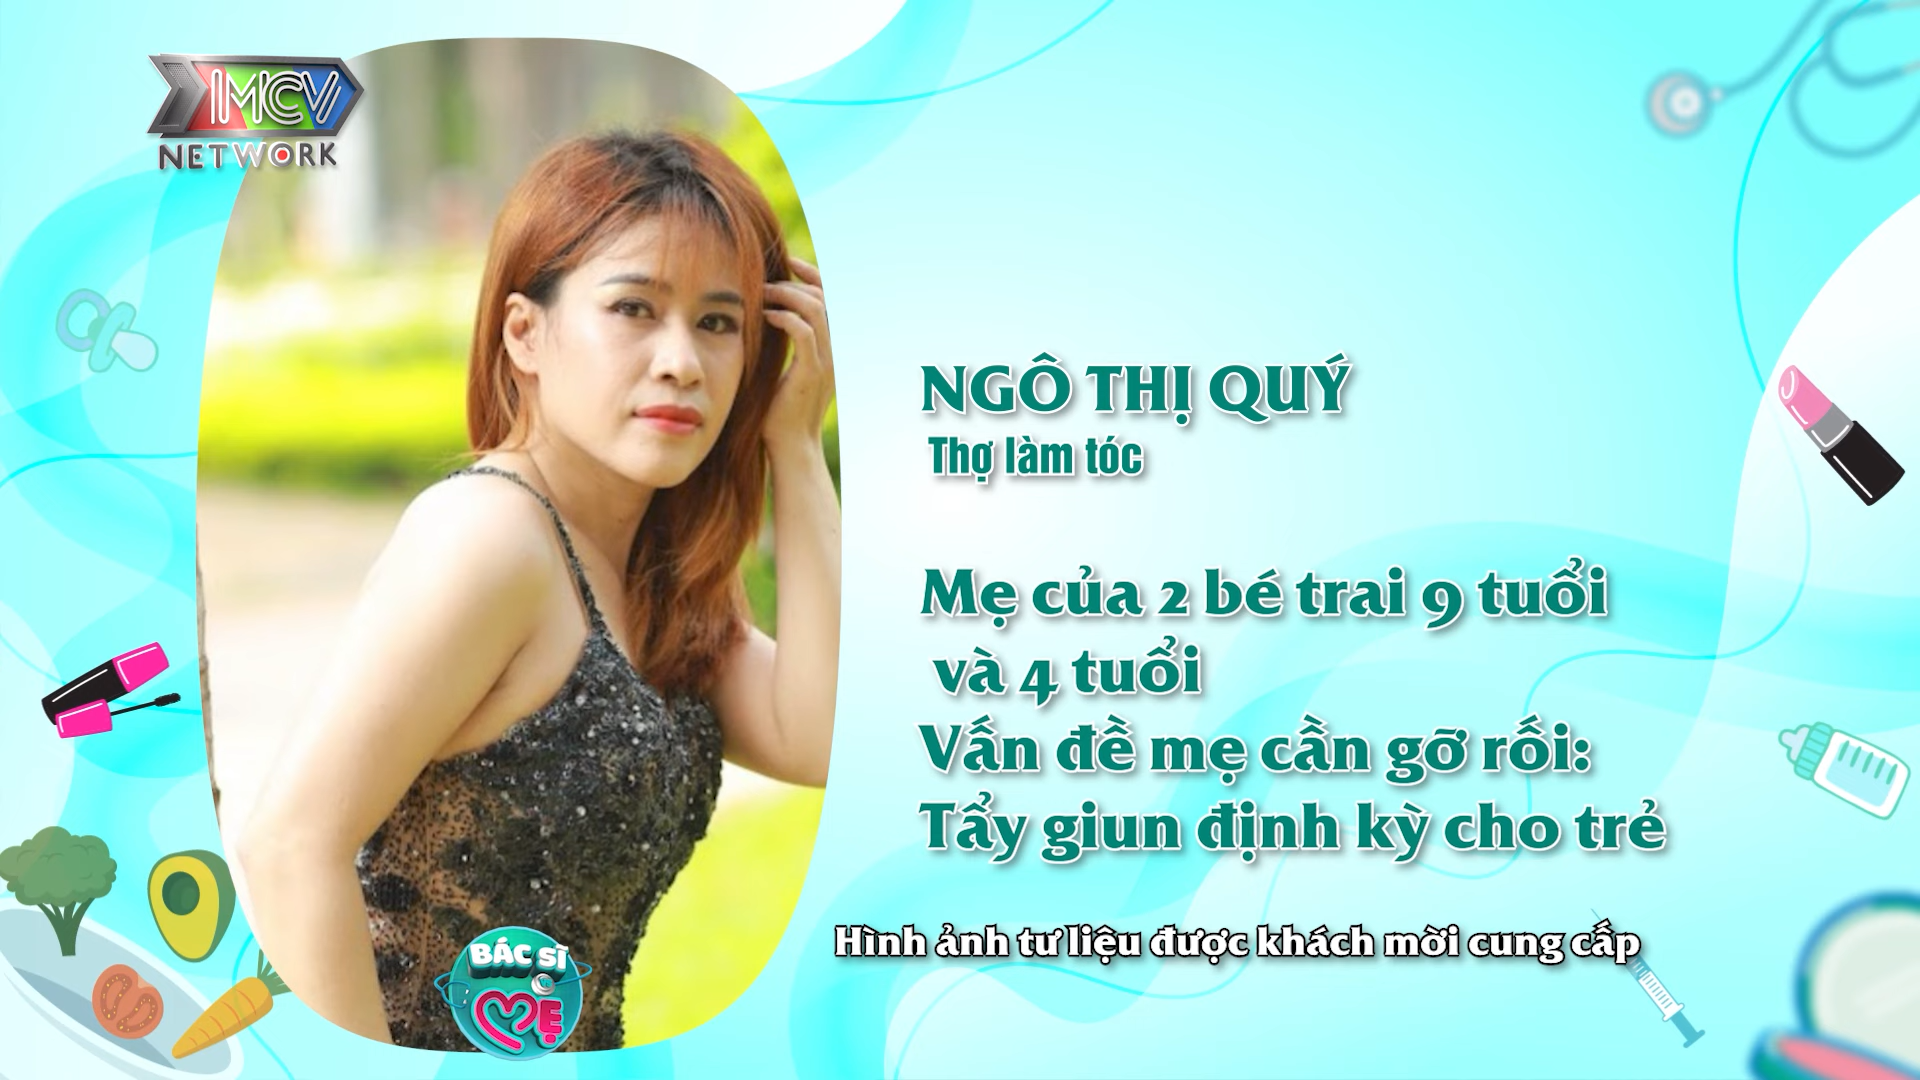 MCV
NETWORK
NGÔ THỊ QUÝ
Thợ làm tóc
Mẹ của 2 bé trai 9 tuổi
và 4 tuổi
Vấn đề mẹ cần gỡ rối:
Tẩy giun định kỳ cho trẻ
Hình ảnh tư liệu được khách mời cung cấp
BÁC SĨ
MẸ